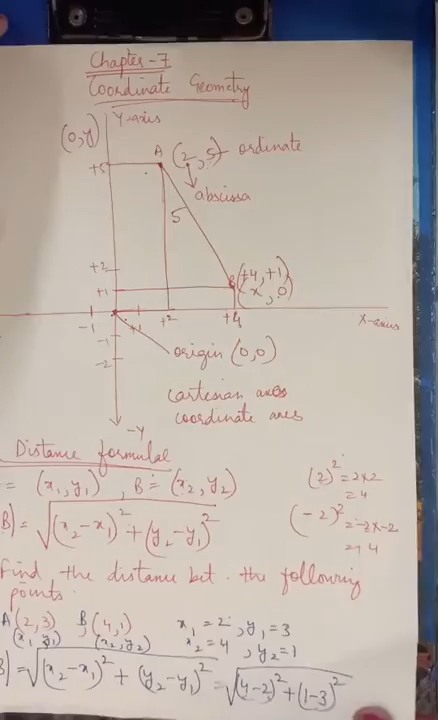 Chapter-7
Coordinate Geometry
(0,y) Y-axis
A (2,5) ordinate
+5
abscissa
5
+2
+1
B (+4,+1)
(x,0)
-1 +1 +2 +4 X-axis
-1
-2
origin (0,0)
Cartesian axes
coordinate axes
-Y
Distance formula
= (x₁,y₁), B = (x₂,y₂)
B) = √(x₂-x₁)²+(y₂-y₁)²
(2)² = 2x2
= 4
(-2)² = -2x-2
= +4
Find the distance bet. the following
points.
A(2,3) B(4,1) x₁=2, y₁=3
(x₁ y₁) (x₂,y₂) x₂=4, y₂=1
B) = √(x₂-x₁)² + (y₂-y₁)² = √(4-2)²+(1-3)²